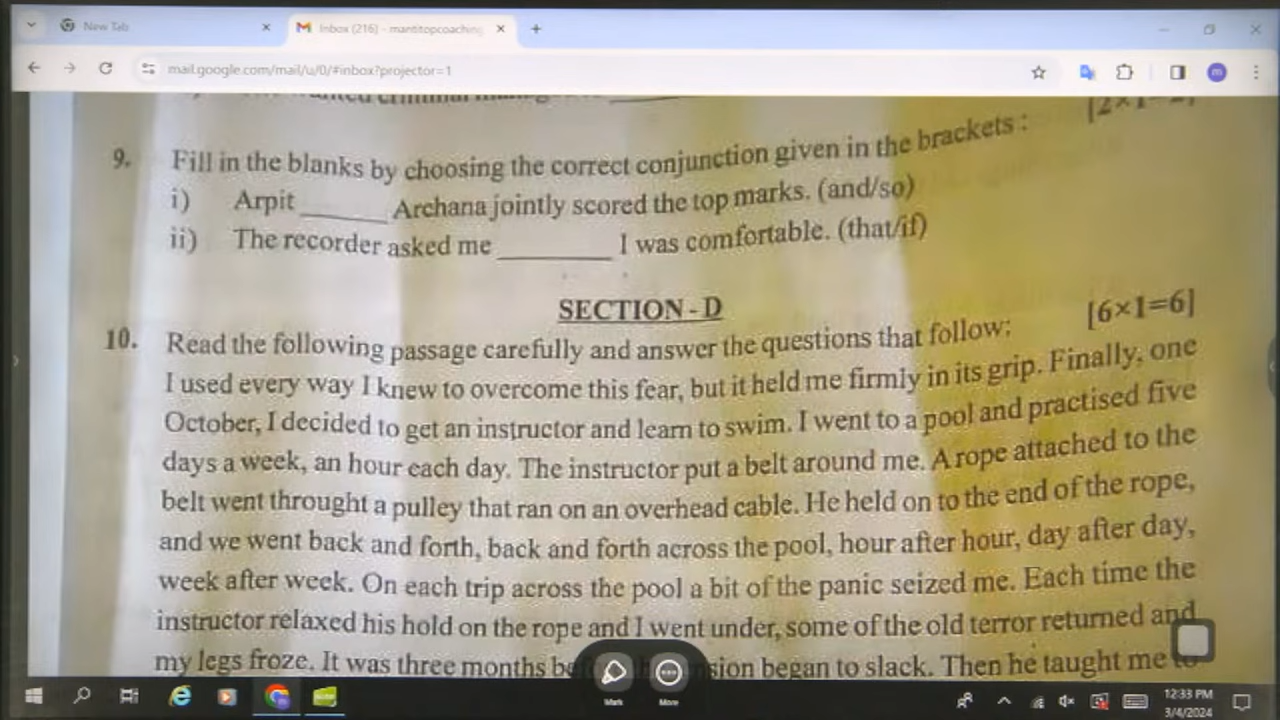 New Tab
Inbox (216) - mantitopcoaching
mail.google.com/mail/u/0/#inbox?projector=1
m
[2×1=2]
9. Fill in the blanks by choosing the correct conjunction given in the brackets :
i) Arpit ______ Archana jointly scored the top marks. (and/so)
ii) The recorder asked me ________ I was comfortable. (that/if)
SECTION - D
[6×1=6]
10. Read the following passage carefully and answer the questions that follow:
I used every way I knew to overcome this fear, but it held me firmly in its grip. Finally, one
October, I decided to get an instructor and learn to swim. I went to a pool and practised five
days a week, an hour each day. The instructor put a belt around me. A rope attached to the
belt went throught a pulley that ran on an overhead cable. He held on to the end of the rope,
and we went back and forth, back and forth across the pool, hour after hour, day after day,
week after week. On each trip across the pool a bit of the panic seized me. Each time the
instructor relaxed his hold on the rope and I went under, some of the old terror returned and
my legs froze. It was three months began to slack. Then he taught me to
Mark
More
12:33 PM
3/4/2024